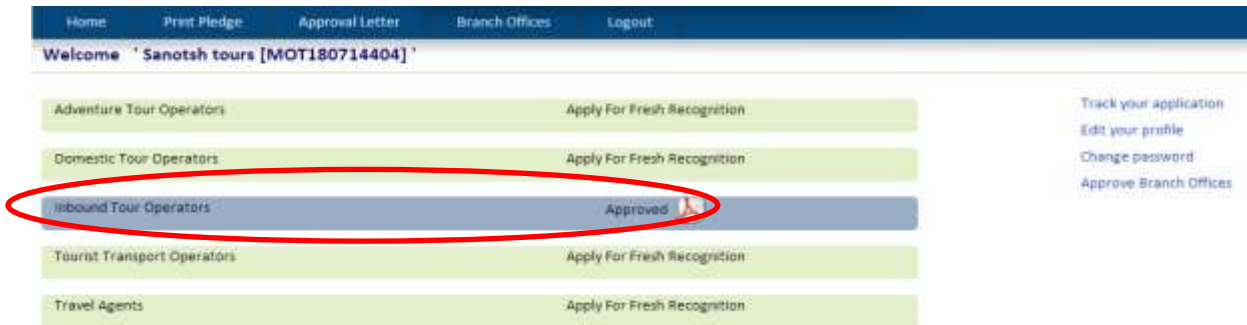 Home Print Pledge Approval Letter Branch Offices Logout
Welcome ' Sanotsh tours [MOT180714404] '
Adventure Tour Operators Apply For Fresh Recognition
Track your application
Edit your profile
Domestic Tour Operators Apply For Fresh Recognition
Change password
Approve Branch Offices
Inbound Tour Operators Approved
Tourist Transport Operators Apply For Fresh Recognition
Travel Agents Apply For Fresh Recognition